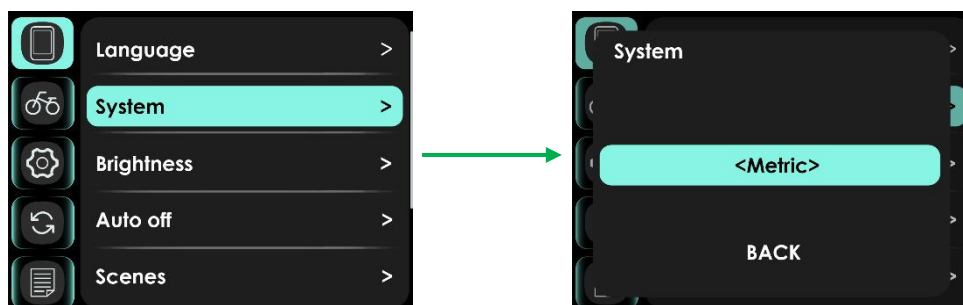 Language >
System >
Brightness >
Auto off >
Scenes >
System
<Metric>
BACK